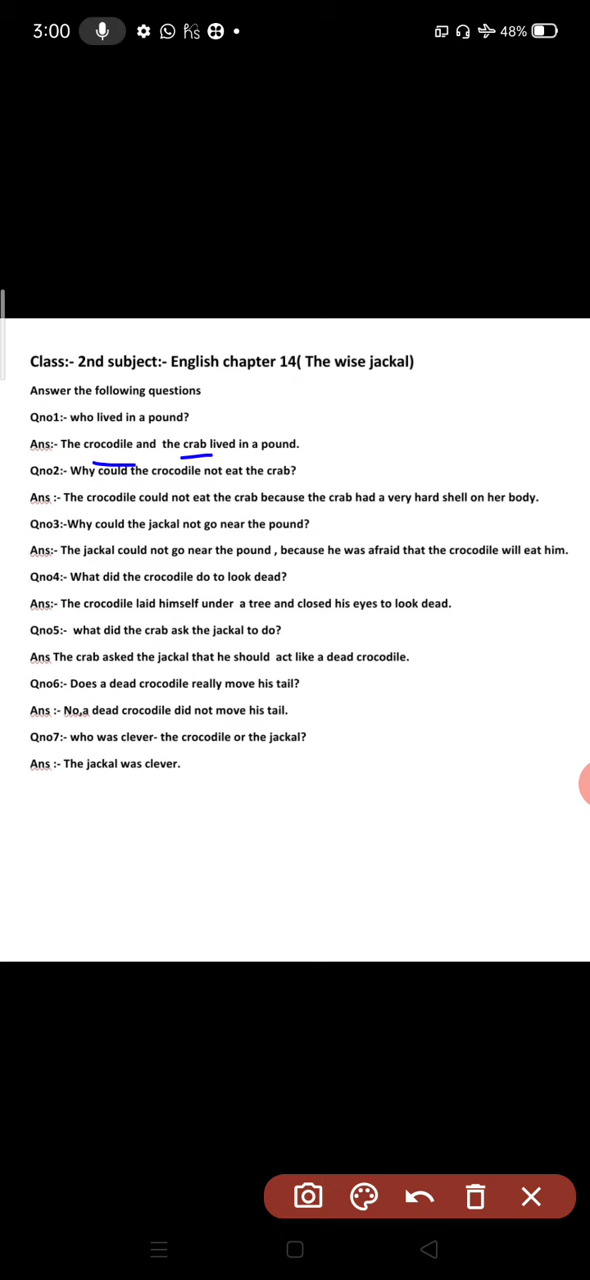 3:00
48%
Class:- 2nd subject:- English chapter 14( The wise jackal)
Answer the following questions
Qno1:- who lived in a pound?
Ans:- The crocodile and  the crab lived in a pound.
Qno2:- Why could the crocodile not eat the crab?
Ans :- The crocodile could not eat the crab because the crab had a very hard shell on her body.
Qno3:-Why could the jackal not go near the pound?
Ans:- The jackal could not go near the pound , because he was afraid that the crocodile will eat him.
Qno4:- What did the crocodile do to look dead?
Ans:- The crocodile laid himself under  a tree and closed his eyes to look dead.
Qno5:-  what did the crab ask the jackal to do?
Ans The crab asked the jackal that he should  act like a dead crocodile.
Qno6:- Does a dead crocodile really move his tail?
Ans :- No,a dead crocodile did not move his tail.
Qno7:- who was clever- the crocodile or the jackal?
Ans :- The jackal was clever.